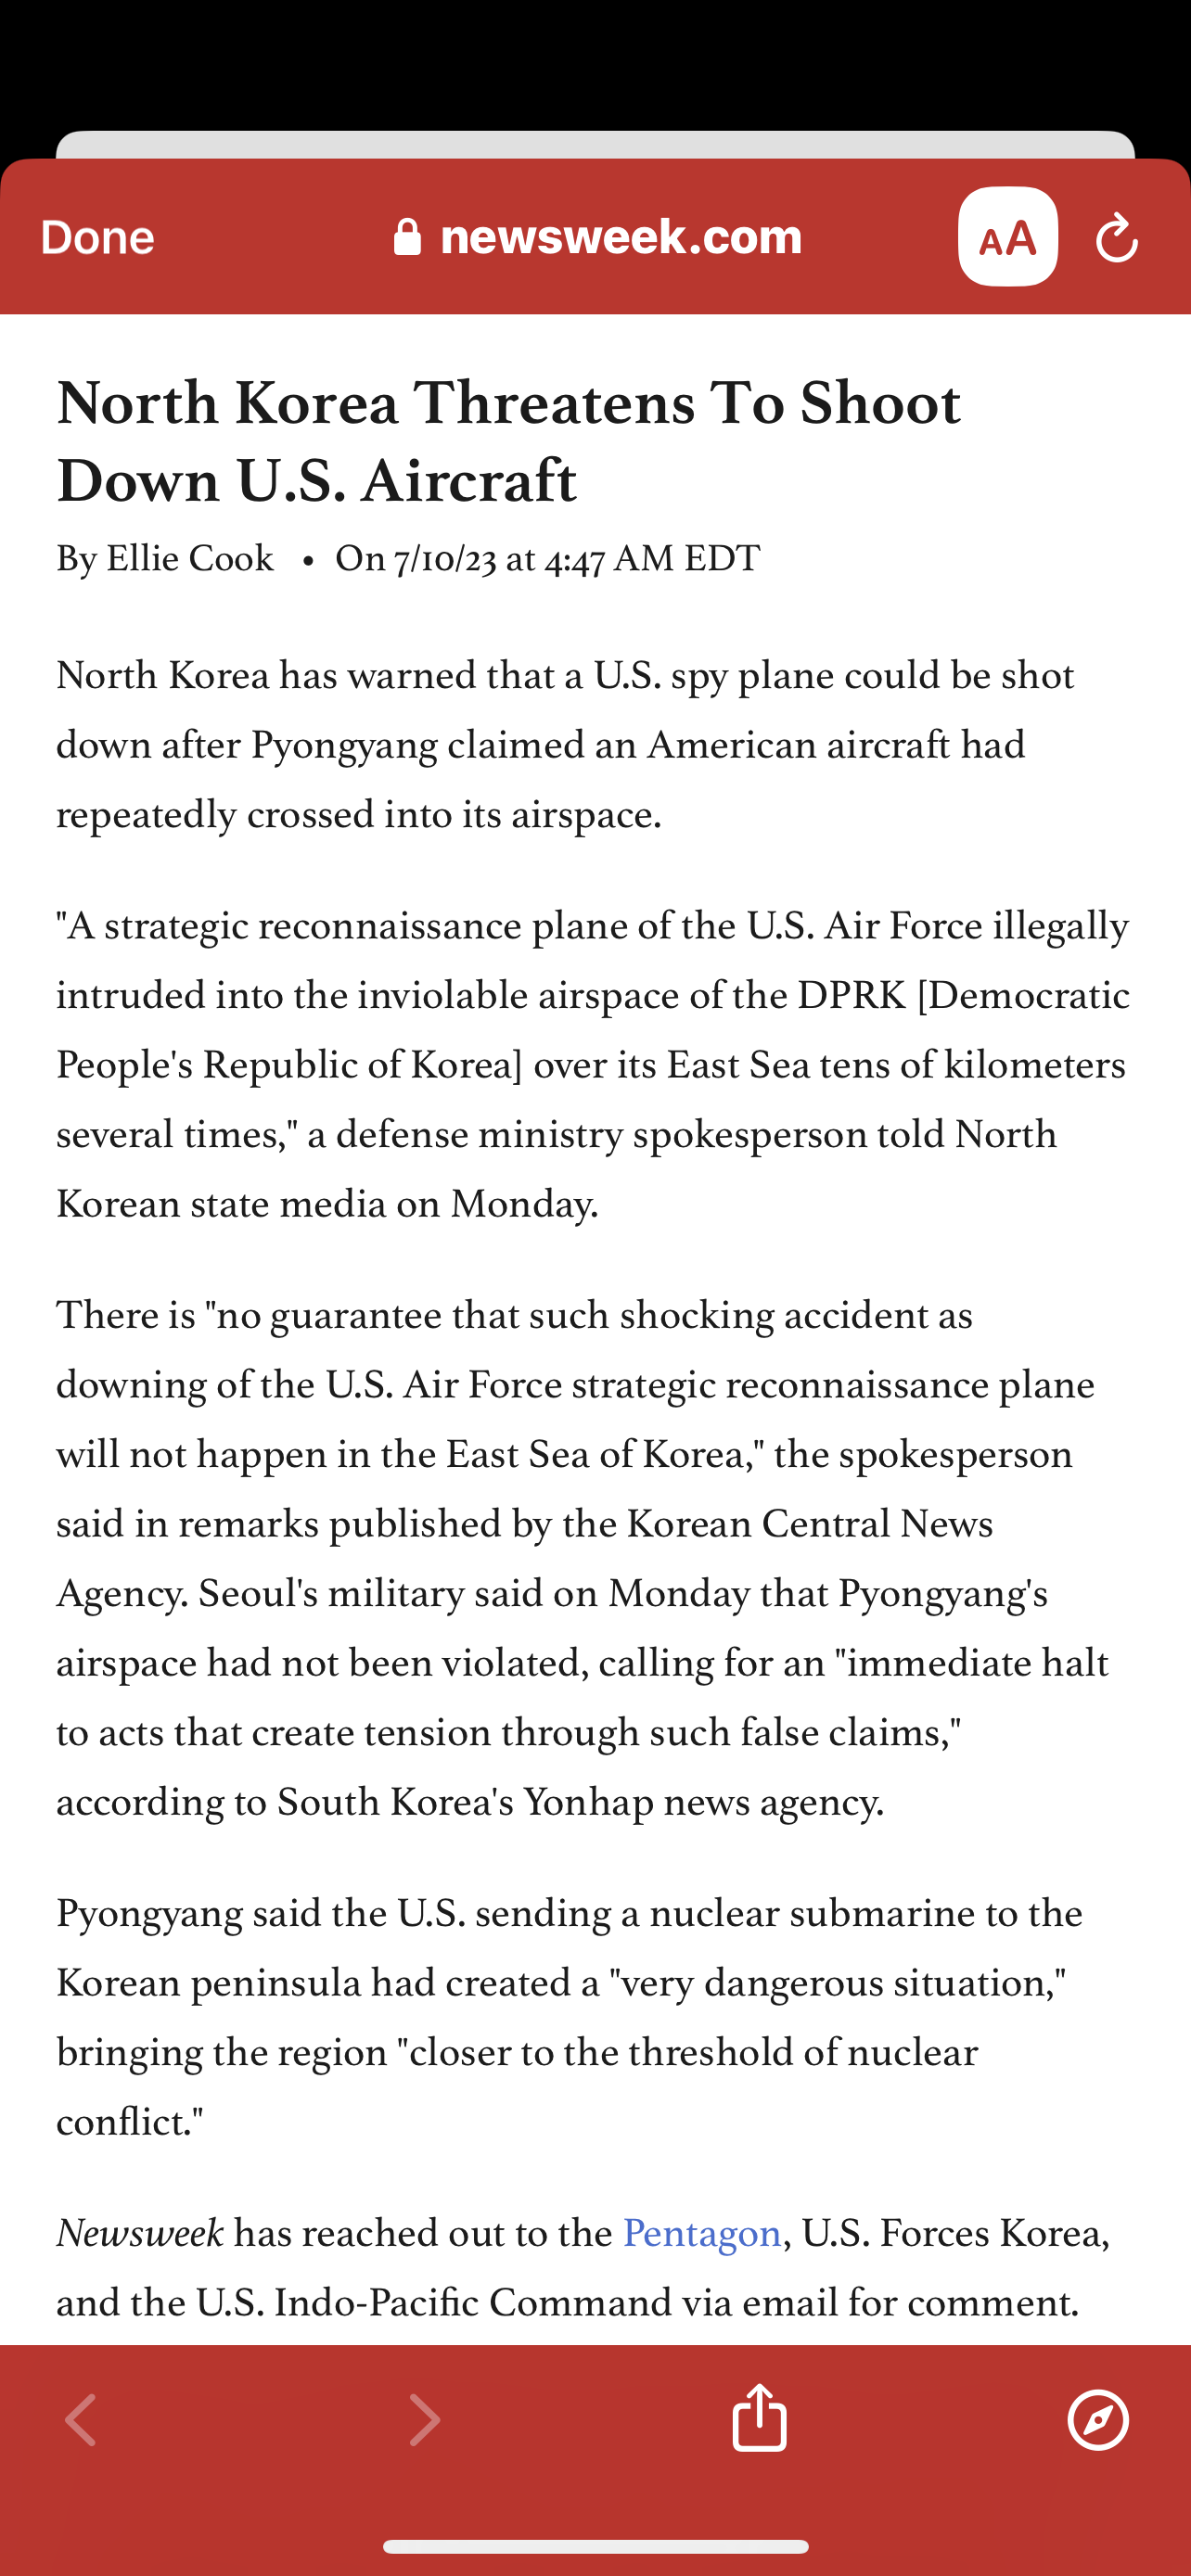 Done
newsweek.com
AA
North Korea Threatens To Shoot
Down U.S. Aircraft
By Ellie Cook • On 7/10/23 at 4:47 AM EDT
North Korea has warned that a U.S. spy plane could be shot
down after Pyongyang claimed an American aircraft had
repeatedly crossed into its airspace.
"A strategic reconnaissance plane of the U.S. Air Force illegally
intruded into the inviolable airspace of the DPRK [Democratic
People's Republic of Korea] over its East Sea tens of kilometers
several times," a defense ministry spokesperson told North
Korean state media on Monday.
There is "no guarantee that such shocking accident as
downing of the U.S. Air Force strategic reconnaissance plane
will not happen in the East Sea of Korea," the spokesperson
said in remarks published by the Korean Central News
Agency. Seoul's military said on Monday that Pyongyang's
airspace had not been violated, calling for an "immediate halt
to acts that create tension through such false claims,"
according to South Korea's Yonhap news agency.
Pyongyang said the U.S. sending a nuclear submarine to the
Korean peninsula had created a "very dangerous situation,"
bringing the region "closer to the threshold of nuclear
conflict."
Newsweek has reached out to the Pentagon, U.S. Forces Korea,
and the U.S. Indo-Pacific Command via email for comment.